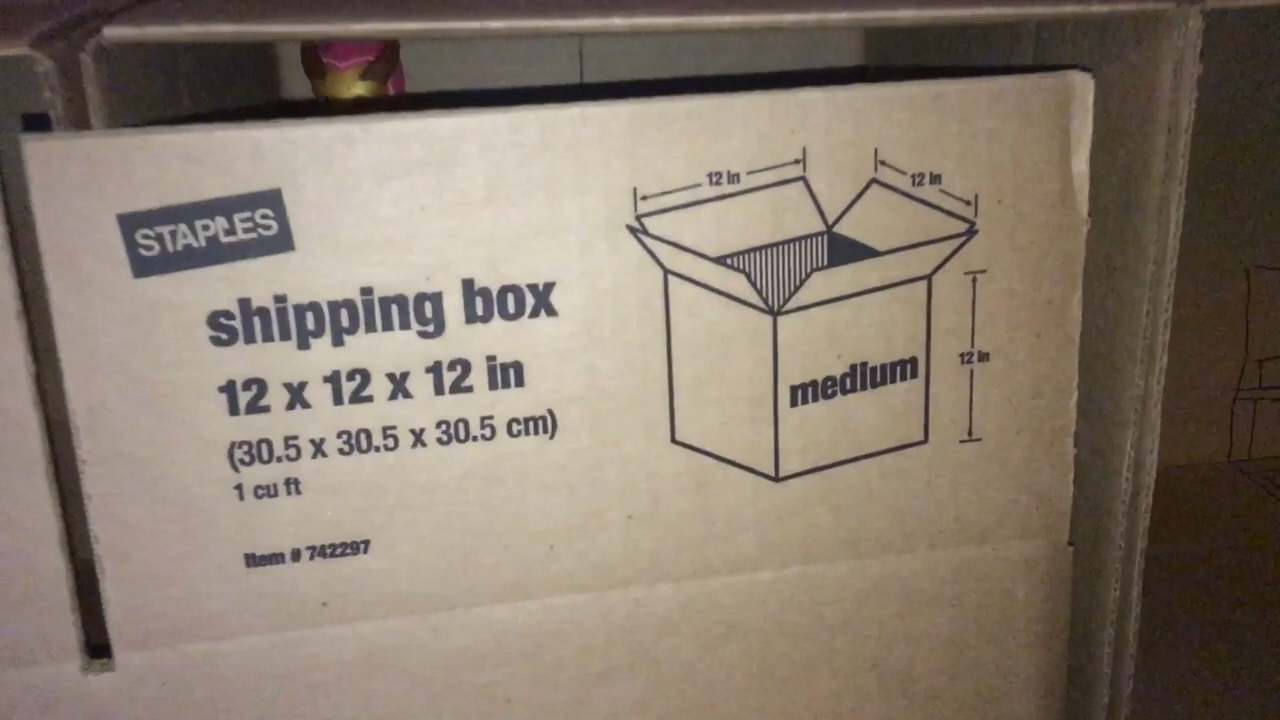 STAPLES
shipping box
12 x 12 x 12 in
(30.5 x 30.5 x 30.5 cm)
1 cu ft
Item # 742297
12 in
12 in
12 in
medium